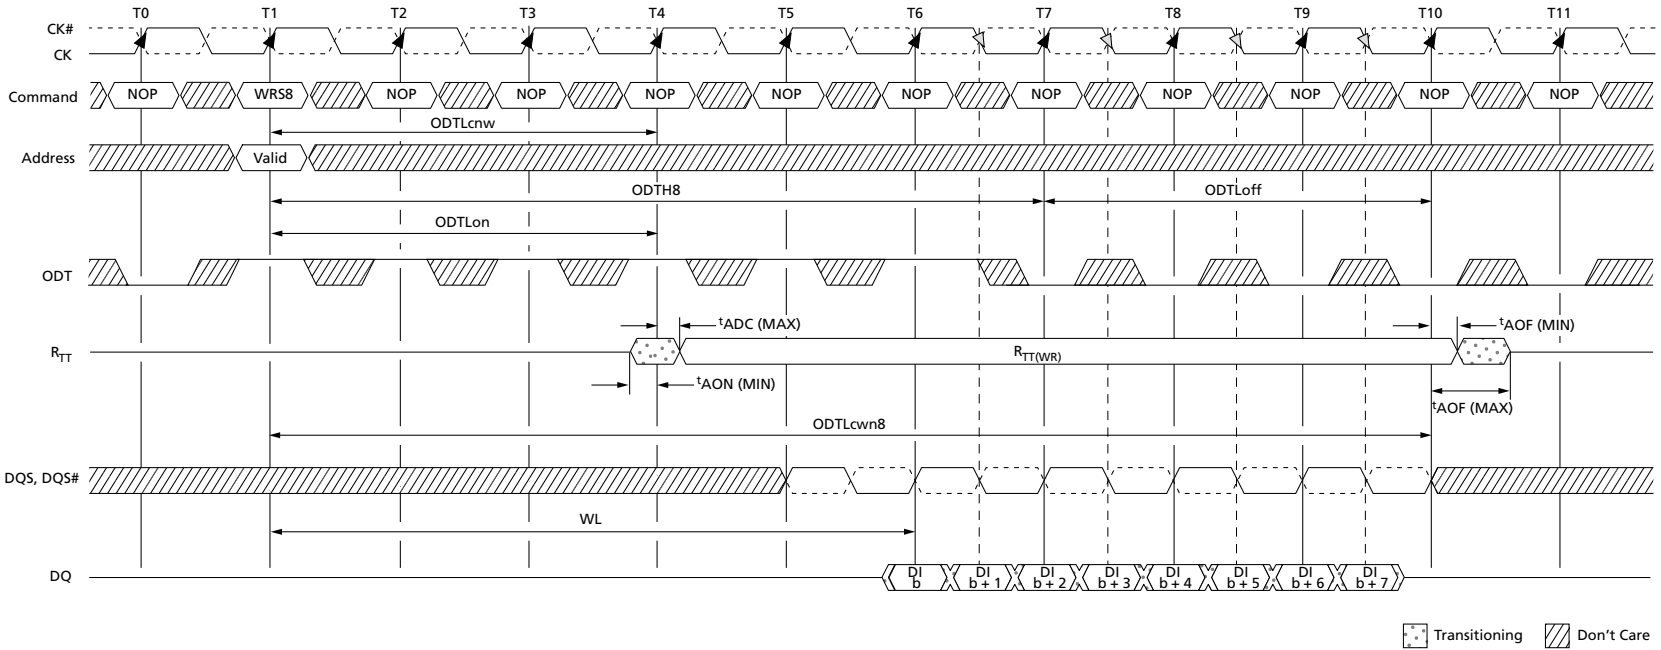 T0 T1 T2 T3 T4 T5 T6 T7 T8 T9 T10 T11
CK#
CK
Command NOP WRS8 NOP NOP NOP NOP NOP NOP NOP NOP NOP NOP
ODTLcnw
Address Valid
ODTH8 ODTLoff
ODTLon
ODT
tADC (MAX) tAOF (MIN)
RTT RTT(WR)
tAON (MIN)
tAOF (MAX)
ODTLcwn8
DQS, DQS#
WL
DQ
DI b
DI b + 1
DI b + 2
DI b + 3
DI b + 4
DI b + 5
DI b + 6
DI b + 7
Transitioning Don't Care